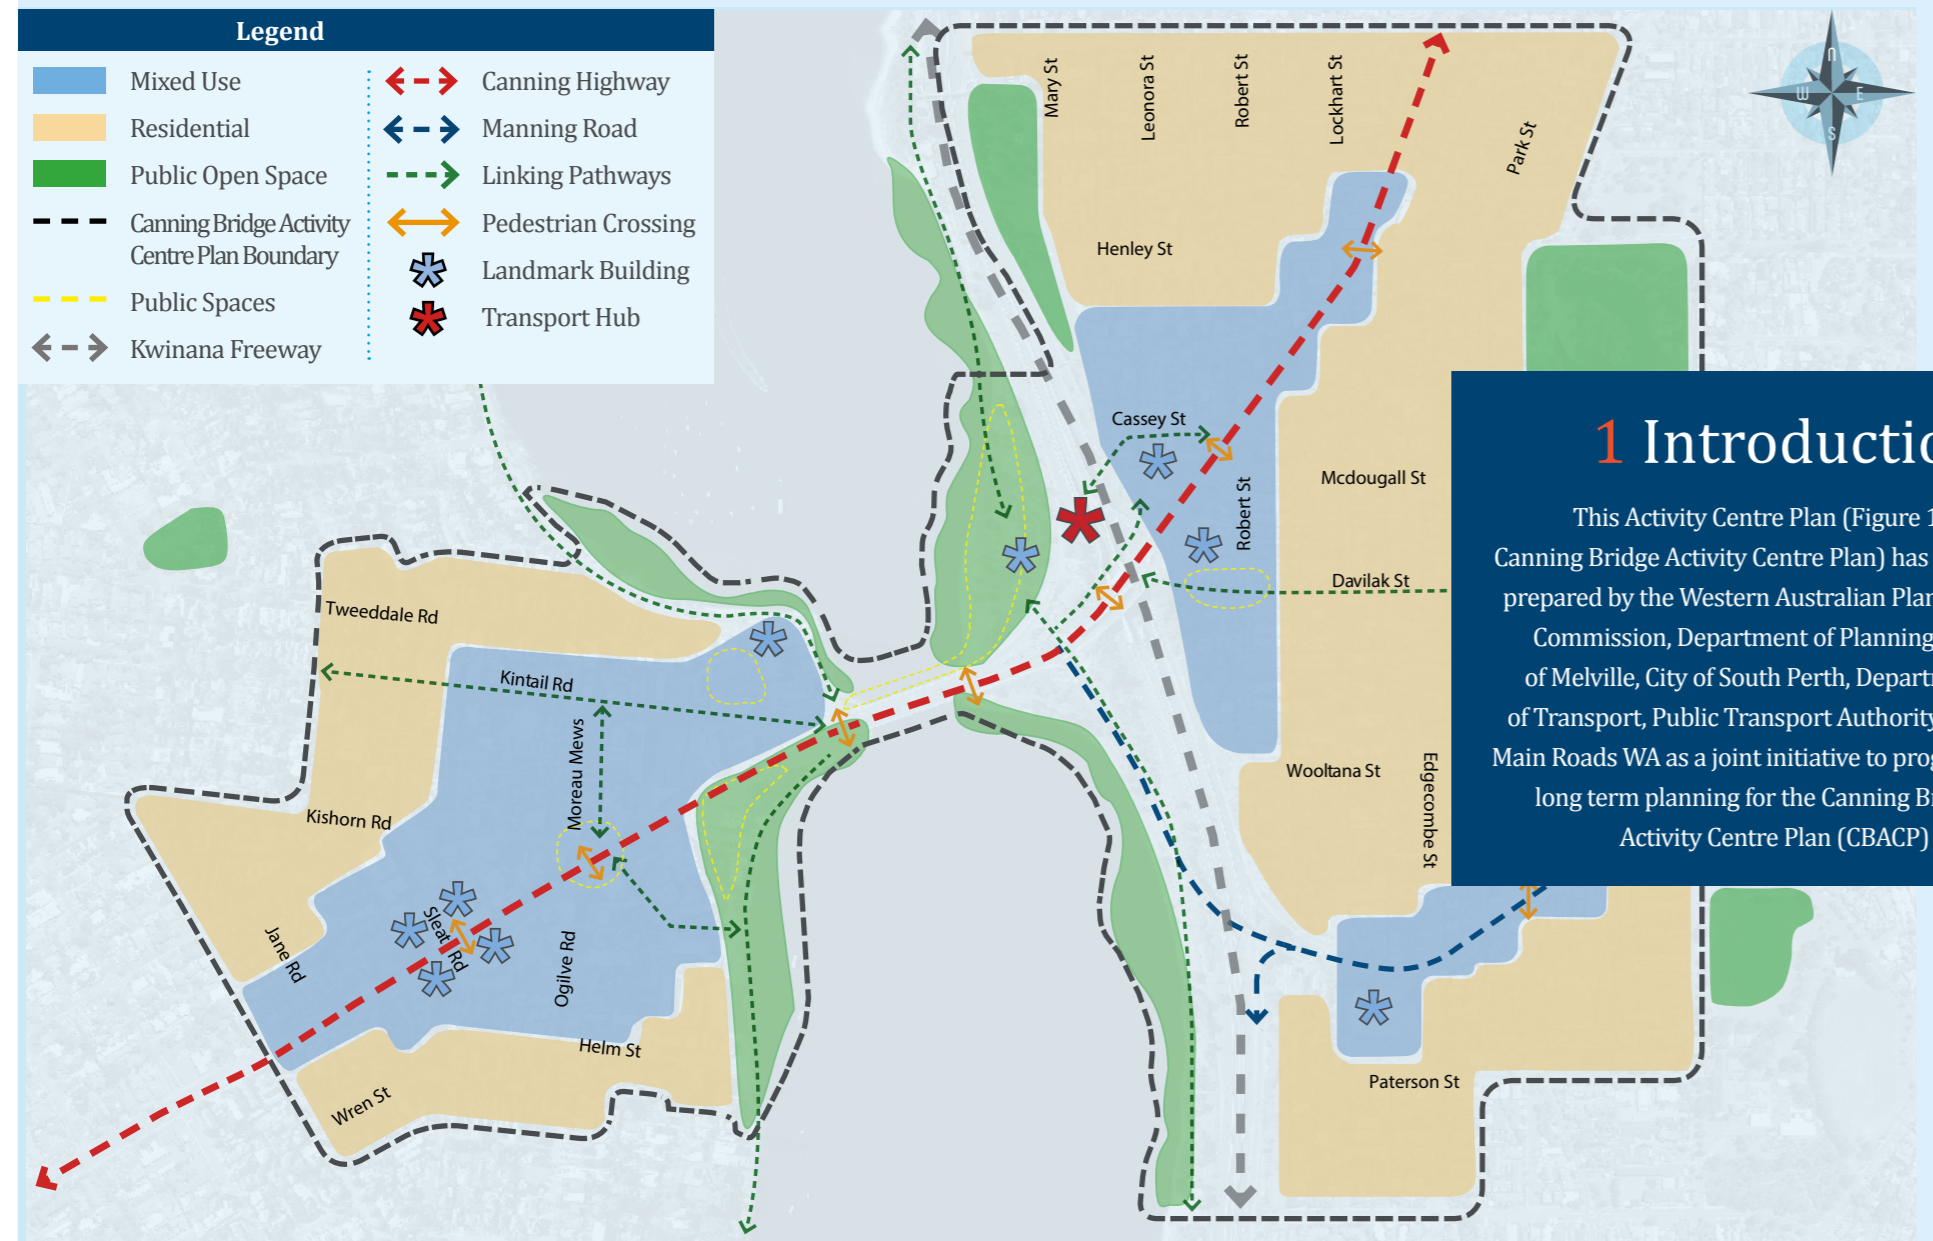 Legend
Mixed Use
Residential
Public Open Space
Canning Bridge Activity
Centre Plan Boundary
Public Spaces
Kwinana Freeway
Canning Highway
Manning Road
Linking Pathways
Pedestrian Crossing
Landmark Building
Transport Hub
N
W
E
S
Mary St
Leonora St
Robert St
Lockhart St
Park St
Henley St
Cassey St
Mcdougall St
Robert St
Davilak St
Wooltana St
Edgecombe St
Paterson St
Tweeddale Rd
Kintail Rd
Moreau Mews
Kishorn Rd
Sleat Rd
Jane Rd
Ogilve Rd
Helm St
Wren St
1 Introductio
This Activity Centre Plan (Figure 1
Canning Bridge Activity Centre Plan) has
prepared by the Western Australian Plan
Commission, Department of Planning
of Melville, City of South Perth, Depart
of Transport, Public Transport Authority
Main Roads WA as a joint initiative to prog
long term planning for the Canning B
Activity Centre Plan (CBACP)